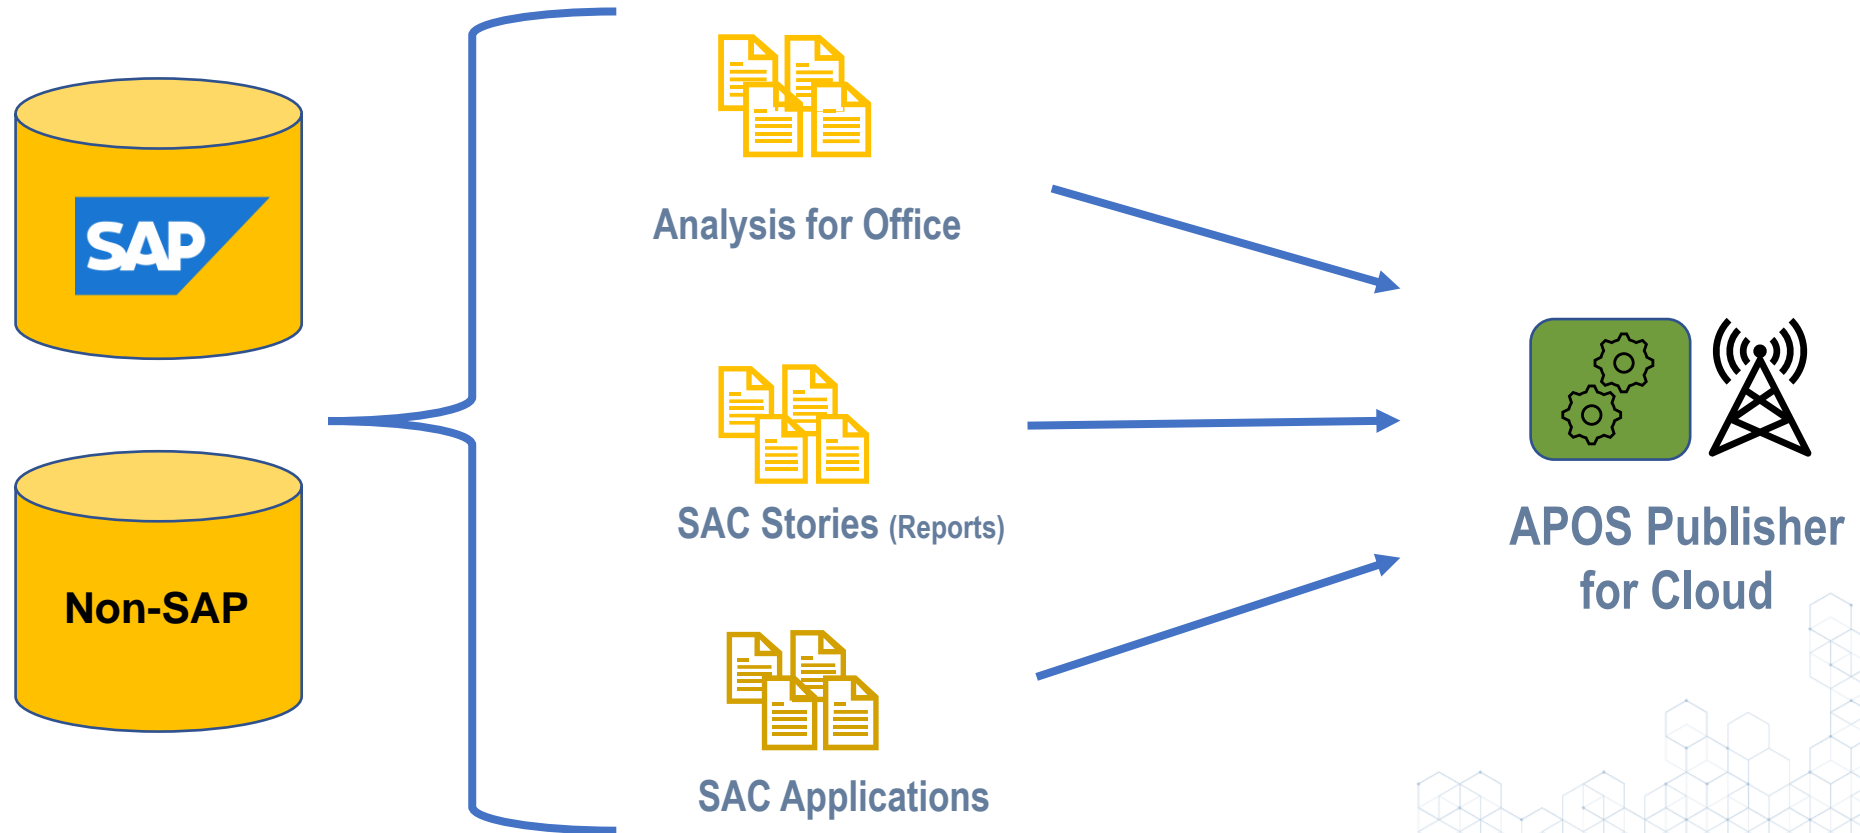 SAP
Non-SAP
Analysis for Office
SAC Stories (Reports)
SAC Applications
APOS Publisher
for Cloud